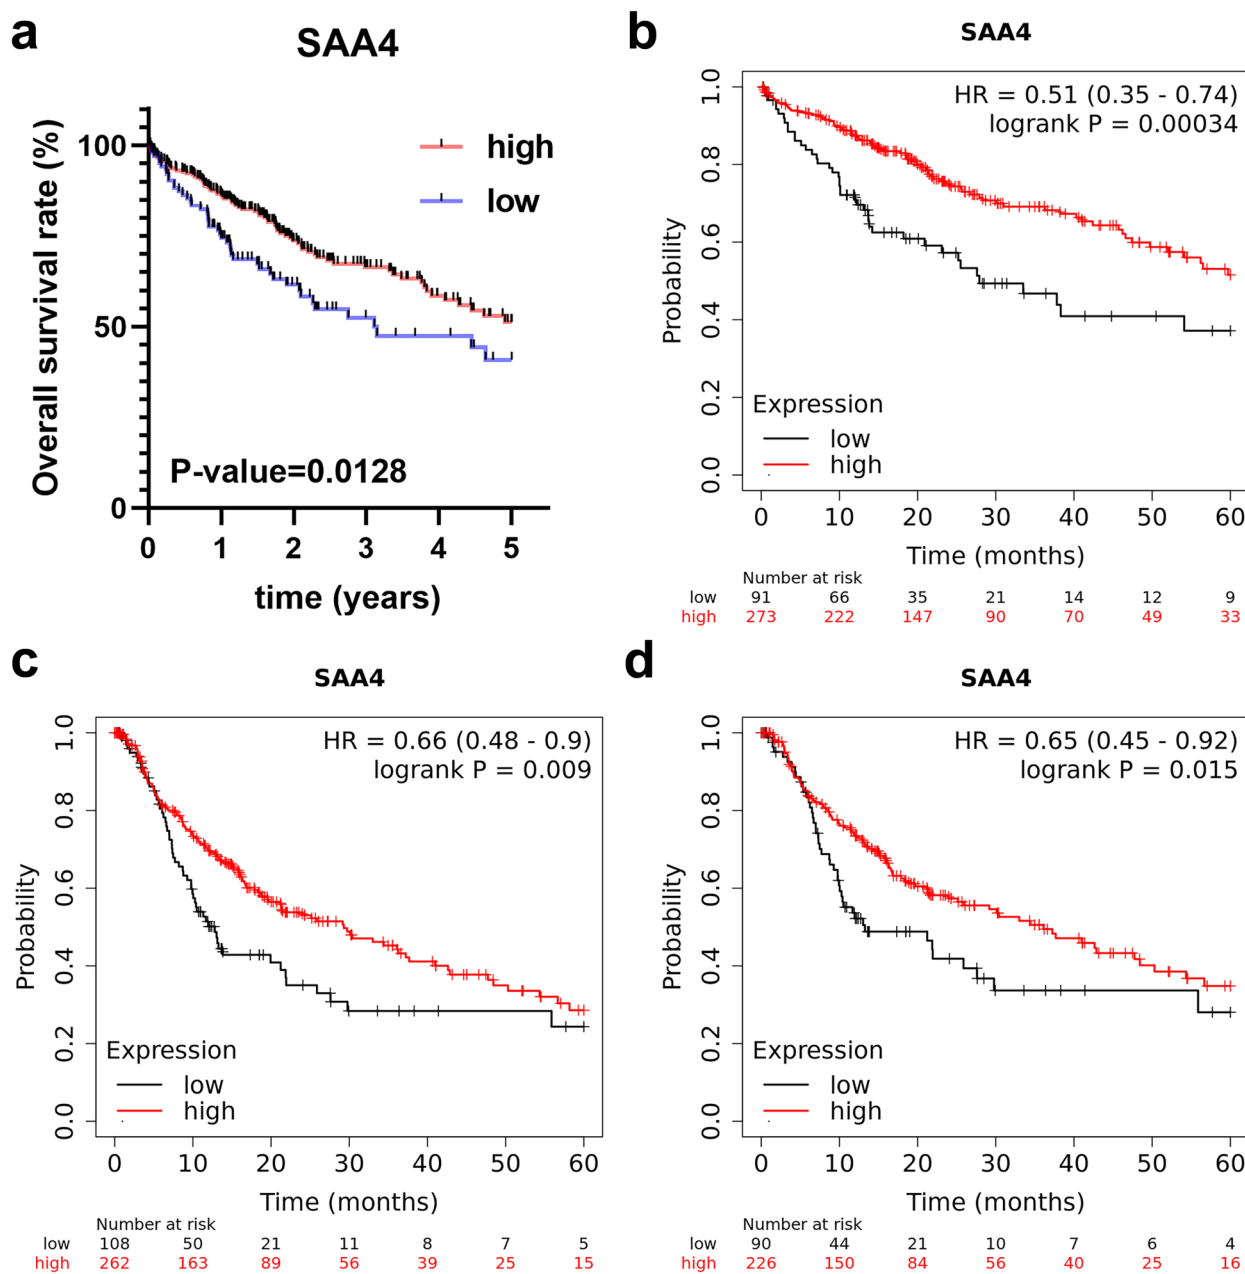 a
SAA4
high
low
Overall survival rate (%)
100
50
0
P-value=0.0128
0 1 2 3 4 5
time (years)
b
SAA4
HR = 0.51 (0.35 - 0.74)
logrank P = 0.00034
Probability
1.0
0.8
0.6
0.4
0.2
0.0
Expression
low
high
0 10 20 30 40 50 60
Time (months)
Number at risk
low 91 66 35 21 14 12 9
high 273 222 147 90 70 49 33
c
SAA4
HR = 0.66 (0.48 - 0.9)
logrank P = 0.009
Probability
1.0
0.8
0.6
0.4
0.2
0.0
Expression
low
high
0 10 20 30 40 50 60
Time (months)
Number at risk
low 108 50 21 11 8 7 5
high 262 163 89 56 39 25 15
d
SAA4
HR = 0.65 (0.45 - 0.92)
logrank P = 0.015
Probability
1.0
0.8
0.6
0.4
0.2
0.0
Expression
low
high
0 10 20 30 40 50 60
Time (months)
Number at risk
low 90 44 21 10 7 6 4
high 226 150 84 56 40 25 16